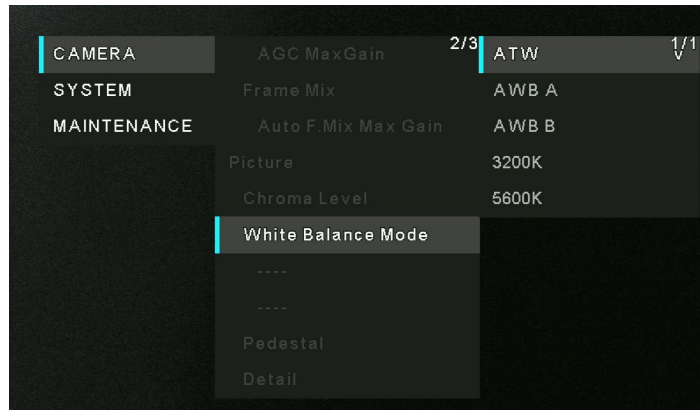 CAMERA
SYSTEM
MAINTENANCE
2/3
AGC MaxGain
Frame Mix
Auto F.Mix Max Gain
Picture
Chroma Level
White Balance Mode
----
----
Pedestal
Detail
1/1
ATW
AWB A
AWB B
3200K
5600K